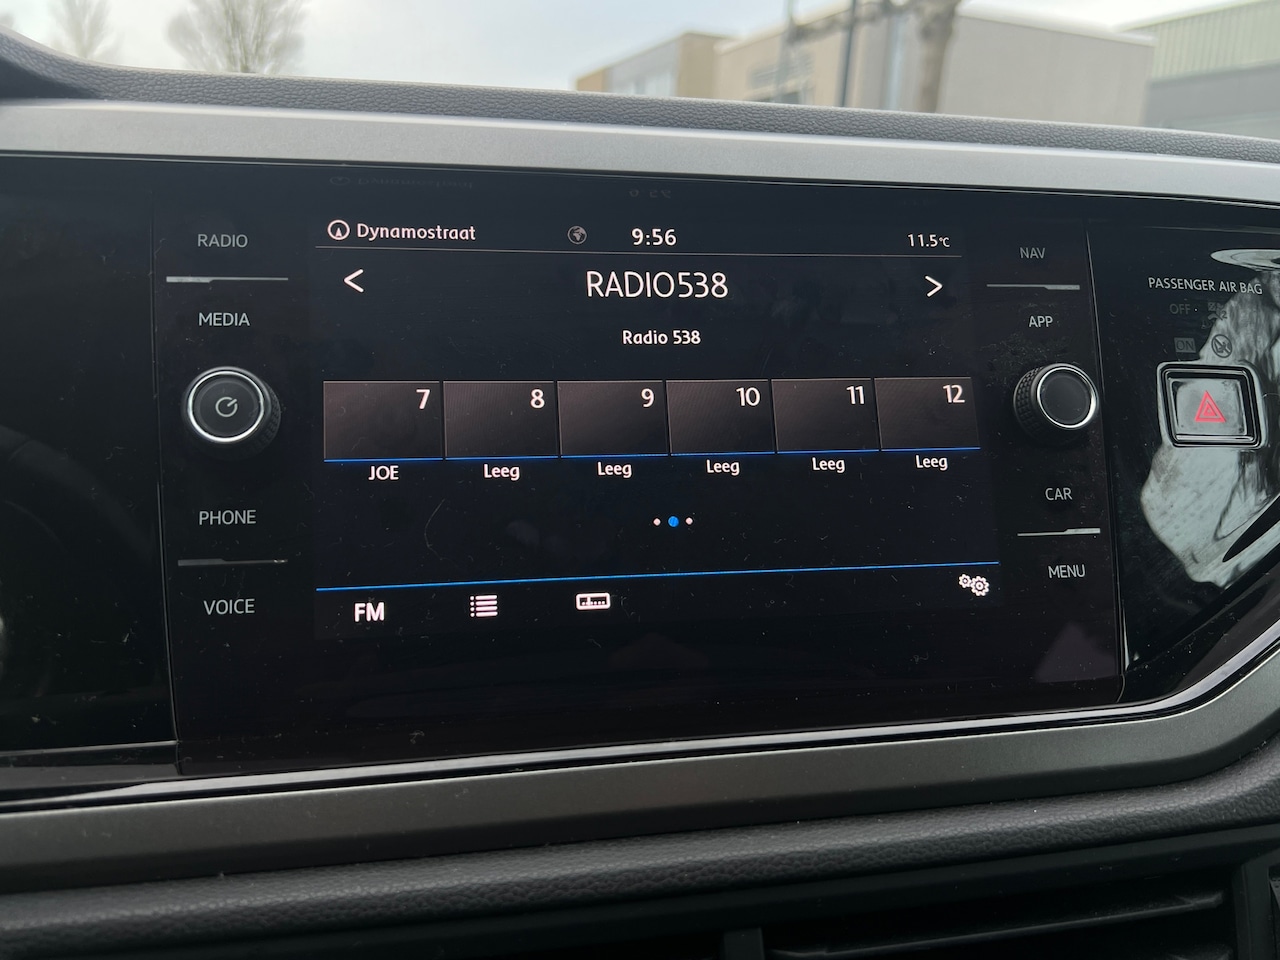 RADIO
MEDIA
PHONE
VOICE
Dynamostraat
9:56
11.5°C
< RADIO538 >
Radio 538
7 8 9 10 11 12
JOE Leeg Leeg Leeg Leeg Leeg
FM
NAV
APP
CAR
MENU
PASSENGER AIR BAG
OFF
ON